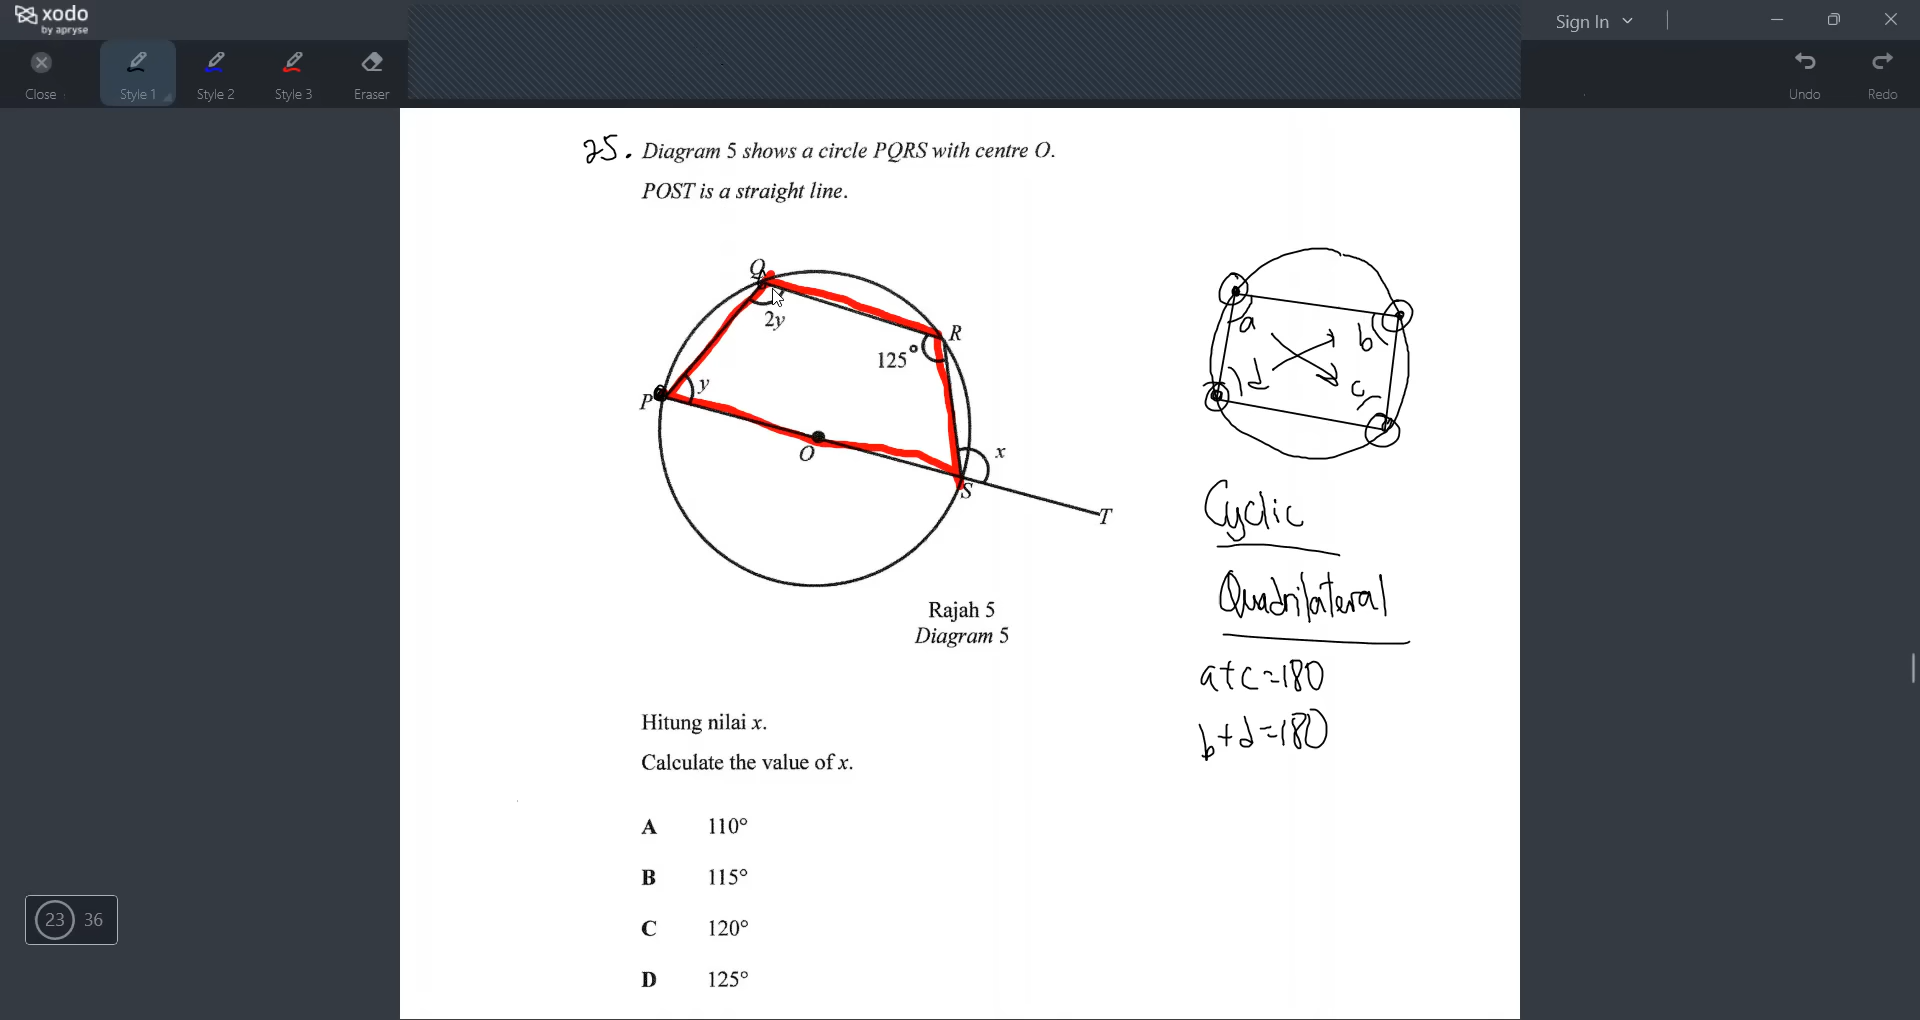 xodo
by apryse
Sign In
Close
Style 1
Style 2
Style 3
Eraser
Undo
Redo
25. Diagram 5 shows a circle PQRS with centre O.
POST is a straight line.
Q
2y
R
125°
P
y
O
x
S
T
a
b
d
c
Cyclic
Quadrilateral
a+c=180
b+d=180
Rajah 5
Diagram 5
Hitung nilai x.
Calculate the value of x.
A 110°
B 115°
C 120°
D 125°
23 36